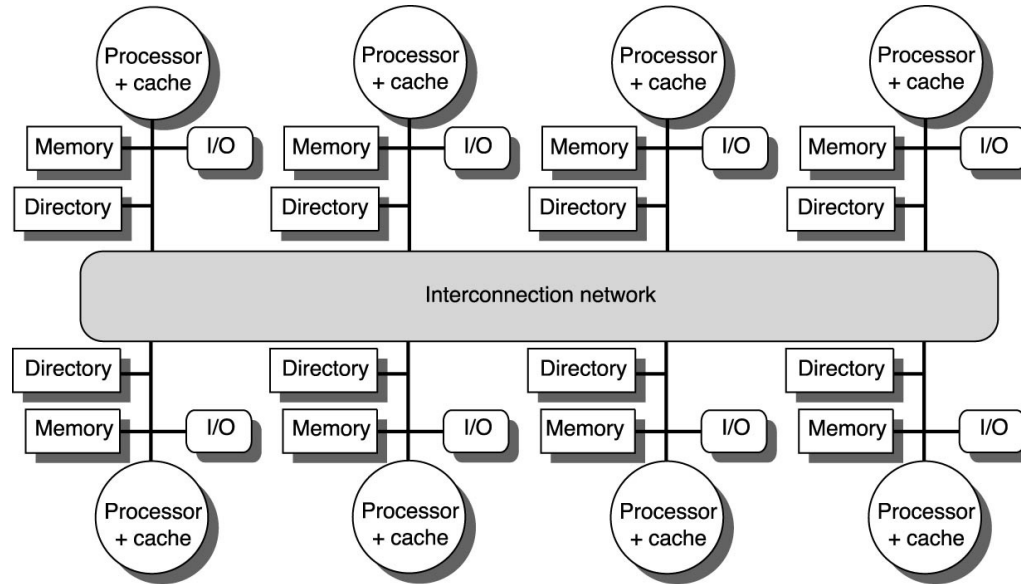 Processor
+ cache
Processor
+ cache
Processor
+ cache
Processor
+ cache
Memory
I/O
Memory
I/O
Memory
I/O
Memory
I/O
Directory
Directory
Directory
Directory
Interconnection network
Directory
Directory
Directory
Directory
Memory
I/O
Memory
I/O
Memory
I/O
Memory
I/O
Processor
+ cache
Processor
+ cache
Processor
+ cache
Processor
+ cache